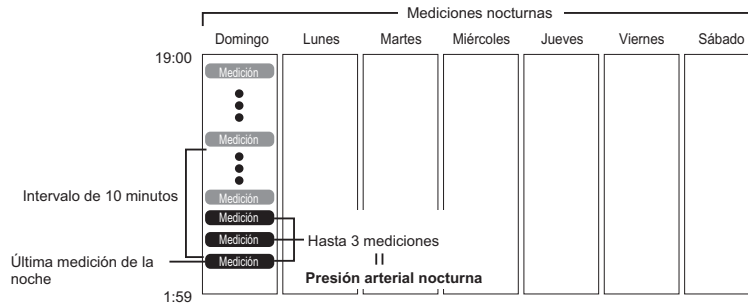 Mediciones nocturnas
Domingo Lunes Martes Miércoles Jueves Viernes Sábado
19:00
Medición
Medición
Intervalo de 10 minutos
Medición
Medición
Medición
Hasta 3 mediciones
Última medición de la
noche
Medición
Presión arterial nocturna
1:59